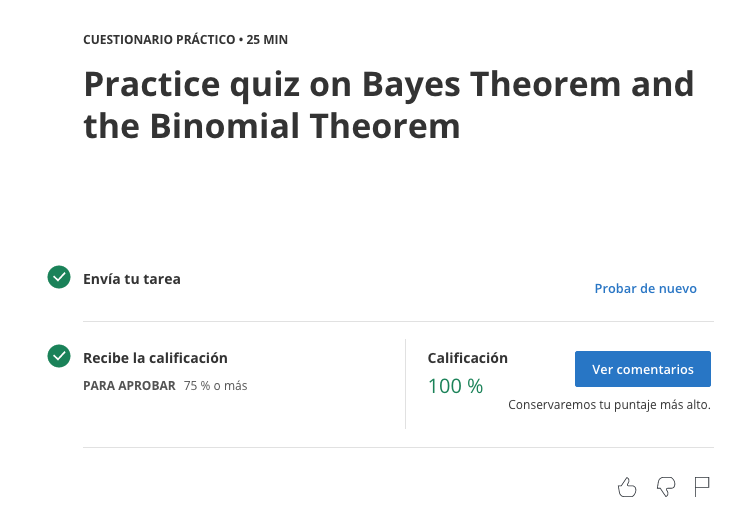 CUESTIONARIO PRÁCTICO • 25 MIN
Practice quiz on Bayes Theorem and
the Binomial Theorem
Envía tu tarea
Probar de nuevo
Recibe la calificación
PARA APROBAR 75 % o más
Calificación
100 %
Ver comentarios
Conservaremos tu puntaje más alto.